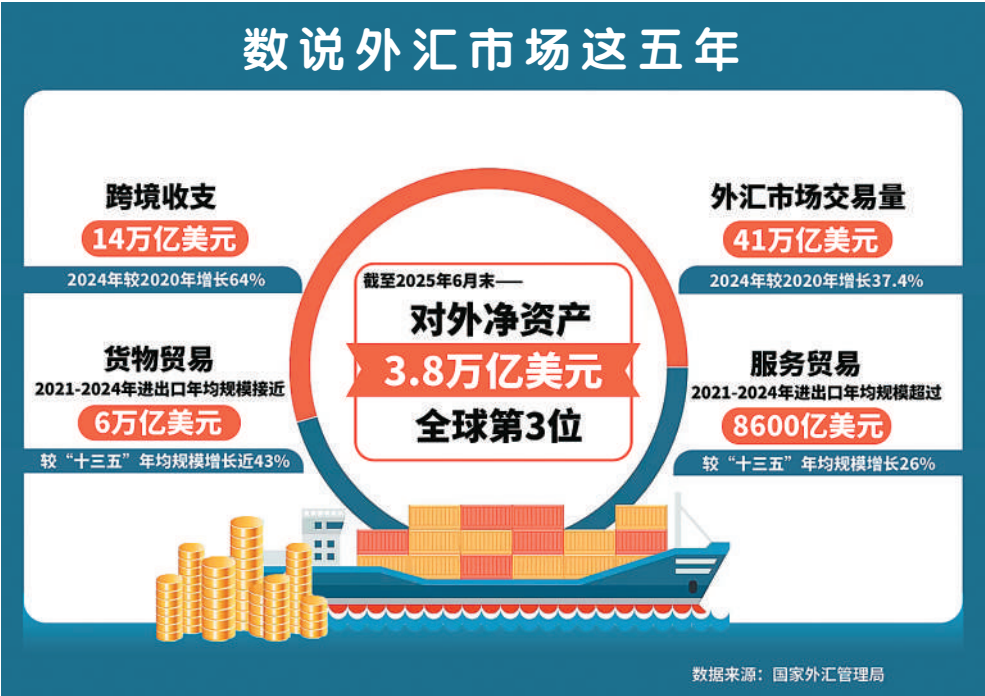 数说外汇市场这五年
跨境收支
14万亿美元
2024年较2020年增长64%
外汇市场交易量
41万亿美元
2024年较2020年增长37.4%
截至2025年6月末——
对外净资产
3.8万亿美元
全球第3位
货物贸易
2021-2024年进出口年均规模接近
6万亿美元
较“十三五”年均规模增长近43%
服务贸易
2021-2024年进出口年均规模超过
8600亿美元
较“十三五”年均规模增长26%
数据来源：国家外汇管理局